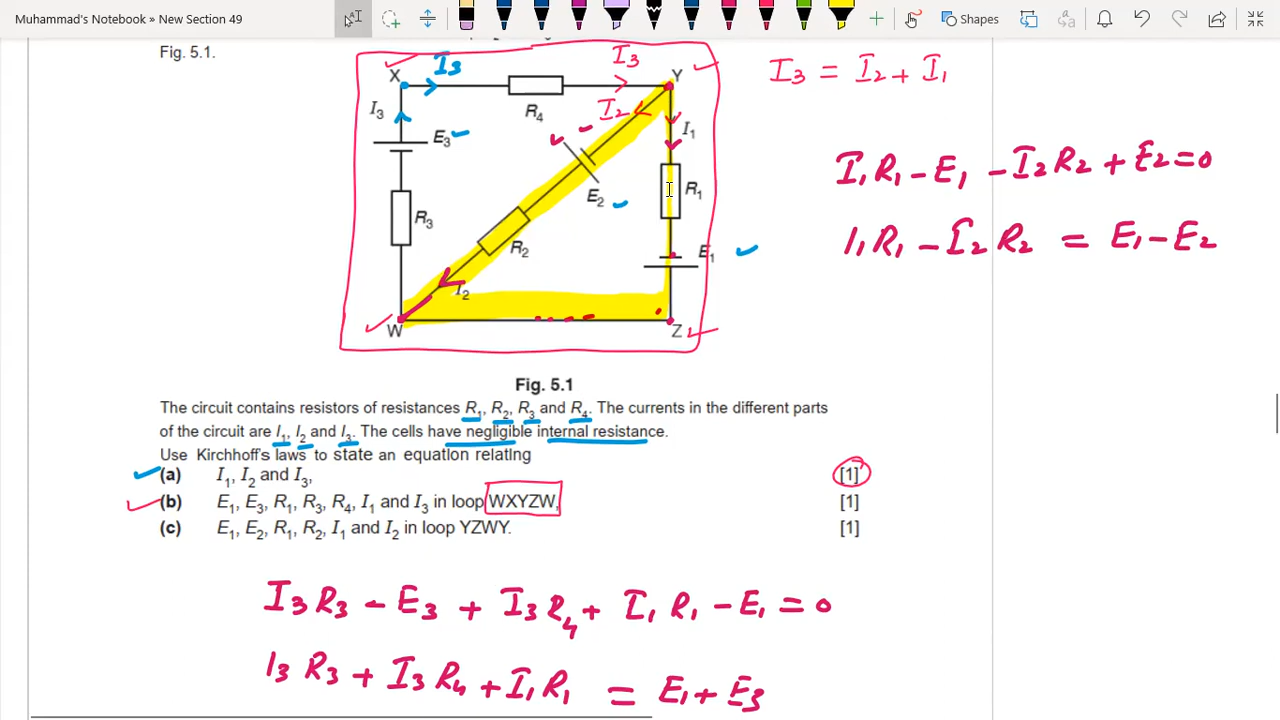 Muhammad's Notebook » New Section 49
Shapes
Fig. 5.1.
X I3 I3 Y
I3 = I2 + I1
I3 R4 I2 I1
E3
I1R1 - E1 - I2R2 + E2 = 0
E2 R1
R3 R2
I1R1 - I2R2 = E1 - E2
E1
I2
W Z
Fig. 5.1
The circuit contains resistors of resistances R1, R2, R3 and R4. The currents in the different parts
of the circuit are I1, I2 and I3. The cells have negligible internal resistance.
Use Kirchhoff's laws to state an equation relating
(a) I1, I2 and I3, [1]
(b) E1, E3, R1, R3, R4, I1 and I3 in loop WXYZW, [1]
(c) E1, E2, R1, R2, I1 and I2 in loop YZWY. [1]
I3R3 - E3 + I3R4 + I1R1 - E1 = 0
I3R3 + I3R4 + I1R1 = E1 + E3